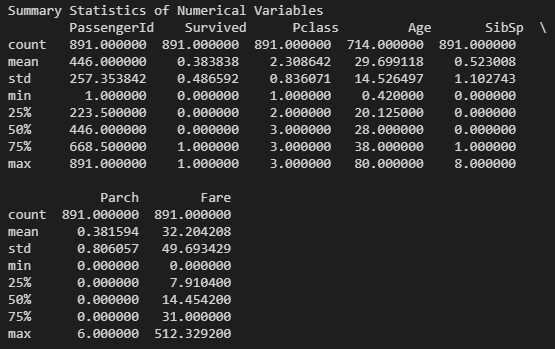 Summary Statistics of Numerical Variables
       PassengerId    Survived      Pclass         Age       SibSp  \
count   891.000000  891.000000  891.000000  714.000000  891.000000
mean    446.000000    0.383838    2.308642   29.699118    0.523008
std     257.353842    0.486592    0.836071   14.526497    1.102743
min       1.000000    0.000000    1.000000    0.420000    0.000000
25%     223.500000    0.000000    2.000000   20.125000    0.000000
50%     446.000000    0.000000    3.000000   28.000000    0.000000
75%     668.500000    1.000000    3.000000   38.000000    1.000000
max     891.000000    1.000000    3.000000   80.000000    8.000000
            Parch        Fare
count  891.000000  891.000000
mean     0.381594   32.204208
std      0.806057   49.693429
min      0.000000    0.000000
25%      0.000000    7.910400
50%      0.000000   14.454200
75%      0.000000   31.000000
max      6.000000  512.329200